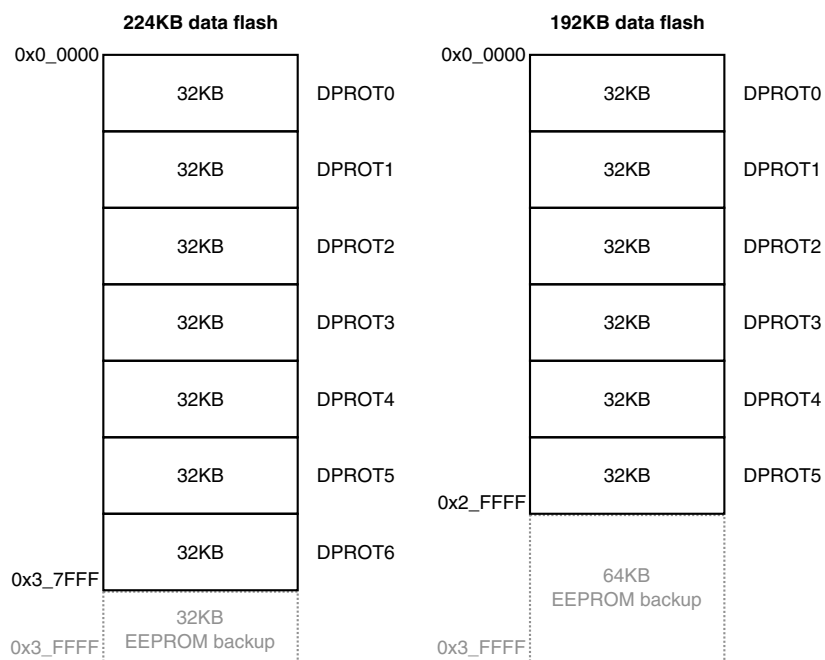 224KB data flash
0x0_0000
32KB
DPROT0
32KB
DPROT1
32KB
DPROT2
32KB
DPROT3
32KB
DPROT4
32KB
DPROT5
32KB
DPROT6
0x3_7FFF
32KB
EEPROM backup
0x3_FFFF
192KB data flash
0x0_0000
32KB
DPROT0
32KB
DPROT1
32KB
DPROT2
32KB
DPROT3
32KB
DPROT4
32KB
DPROT5
0x2_FFFF
64KB
EEPROM backup
0x3_FFFF